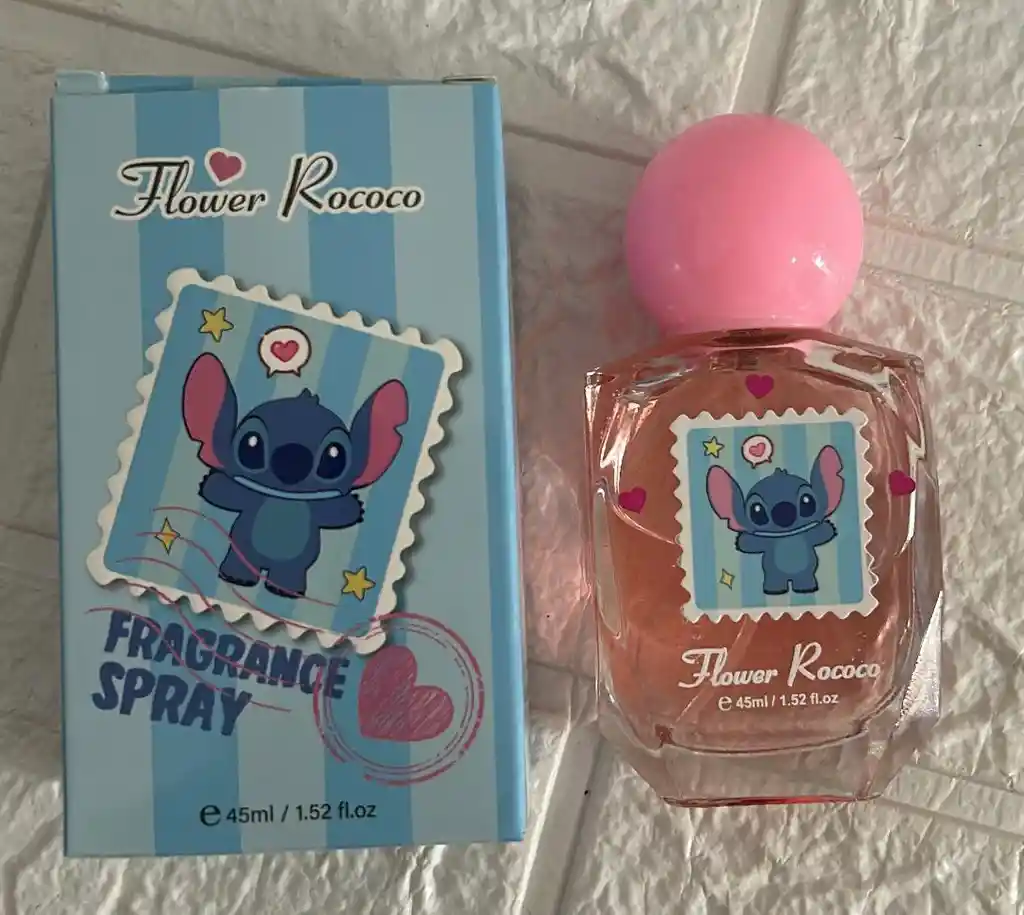 Flower Rococo
FRAGRANCE
SPRAY
℮ 45ml / 1.52 fl.oz
Flower Rococo
℮ 45ml / 1.52 fl.oz